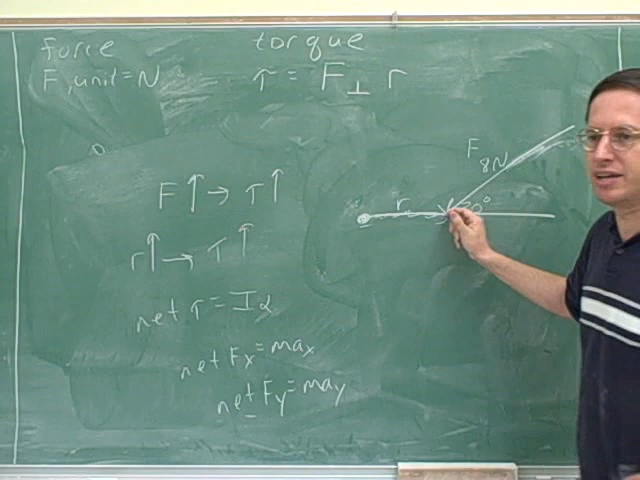 force
F, unit = N
torque
τ = F⊥ r
F↑ → τ↑
r↑ → τ↑
net τ = Iα
net Fx = max
net Fy = may
F 8N
r